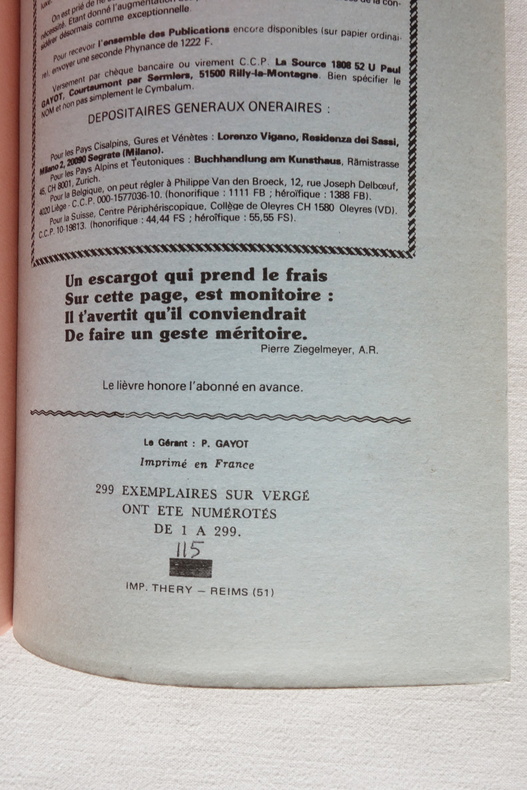 On est prié de
nécessité. Etant donné l'augmentation
désormais comme exceptionnelle.
Pour recevoir l'ensemble des Publications encore disponibles (sur papier ordinai-
re), envoyer une seconde Phynance de 1222 F.
Versement par chèque bancaire ou virement C.C.P. La Source 1808 52 U Paul
GAYOT, Courtaumont par Sermiers, 51500 Rilly-la-Montagne. Bien spécifier le
NOM et non pas simplement le Cymbalum.
DEPOSITAIRES GENERAUX ONERAIRES :
Pour les Pays Cisalpins, Gures et Vénètes : Lorenzo Vigano, Residenza dei Sassi,
Milano 2, 20090 Segrate (Milano).
Pour les Pays Alpins et Teutoniques : Buchhandlung am Kunsthaus, Rämistrasse
45, CH 8001, Zurich.
Pour la Belgique, on peut régler à Philippe Van den Broeck, 12, rue Joseph Delbœuf,
4020 Liège - C.C.P. 000-1577036-10. (honorifique : 1111 FB ; heroïfique : 1388 FB).
Pour la Suisse, Centre Périphériscopique, Collège de Oleyres CH 1580 Oleyres (VD).
C.C.P. 10-19813. (honorifique : 44,44 FS ; héroïfique : 55,55 FS).
Un escargot qui prend le frais
Sur cette page, est monitoire :
Il t'avertit qu'il conviendrait
De faire un geste méritoire.
Pierre Ziegelmeyer, A.R.
Le lièvre honore l'abonné en avance.
Le Gérant : P. GAYOT
Imprimé en France
299 EXEMPLAIRES SUR VERGÉ
ONT ETE NUMÉROTÉS
DE 1 A 299.
115
IMP. THERY – REIMS (51)